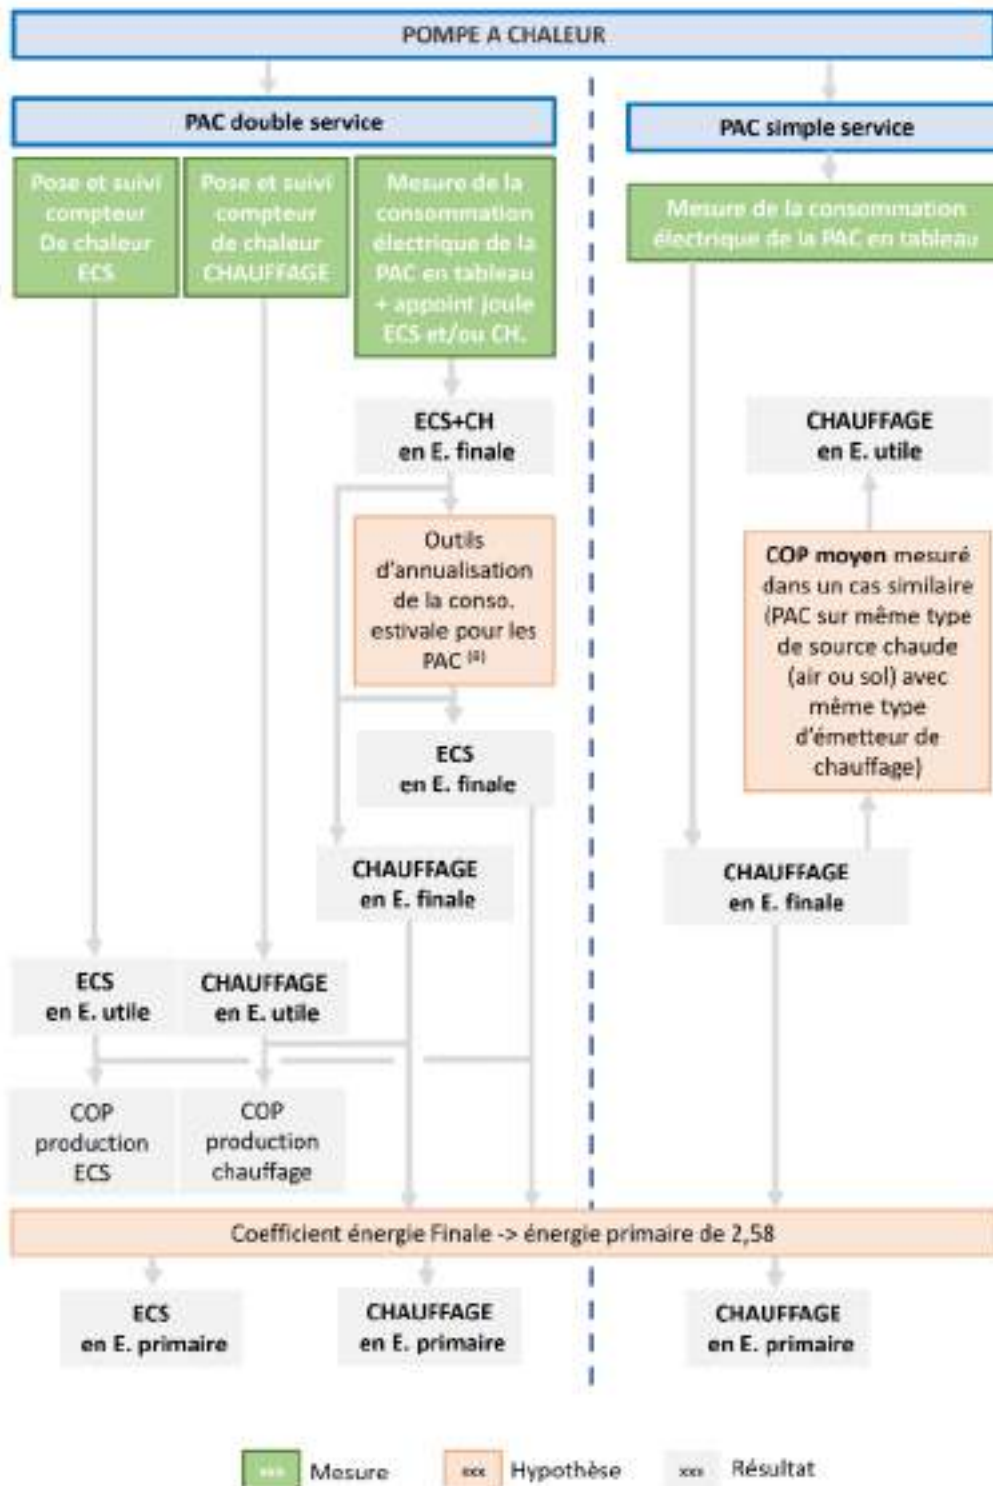 POMPE A CHALEUR
PAC double service
PAC simple service
Pose et suivi
compteur
De chaleur
ECS
Pose et suivi
compteur
de chaleur
CHAUFFAGE
Mesure de la
consommation
électrique de la
PAC en tableau
+ appoint joule
ECS et/ou CH.
Mesure de la consommation
électrique de la PAC en tableau
ECS+CH
en E. finale
CHAUFFAGE
en E. utile
Outils
d'annualisation
de la conso.
estivale pour les
PAC
COP moyen mesuré
dans un cas similaire
(PAC sur même type
de source chaude
(air ou sol) avec
même type
d'émetteur de
chauffage)
ECS
en E. finale
CHAUFFAGE
en E. finale
CHAUFFAGE
en E. finale
ECS
en E. utile
CHAUFFAGE
en E. utile
COP
production
ECS
COP
production
chauffage
Coefficient énergie Finale -> énergie primaire de 2,58
ECS
en E. primaire
CHAUFFAGE
en E. primaire
CHAUFFAGE
en E. primaire
xxx Mesure
xxx Hypothèse
xxx Résultat